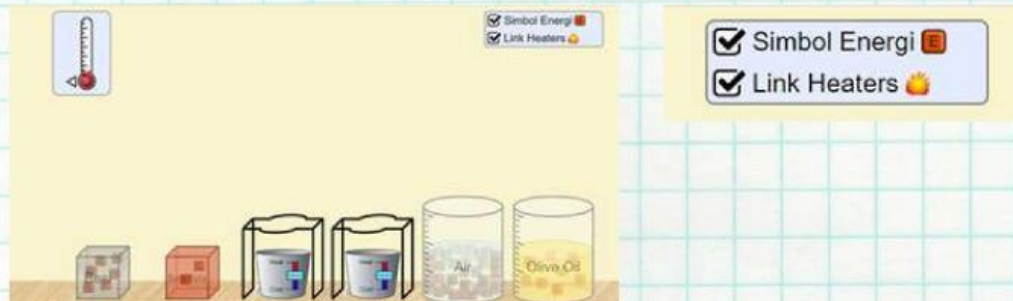 Simbol Energi E
Link Heaters
Simbol Energi E
Link Heaters
Air
Olive Oil